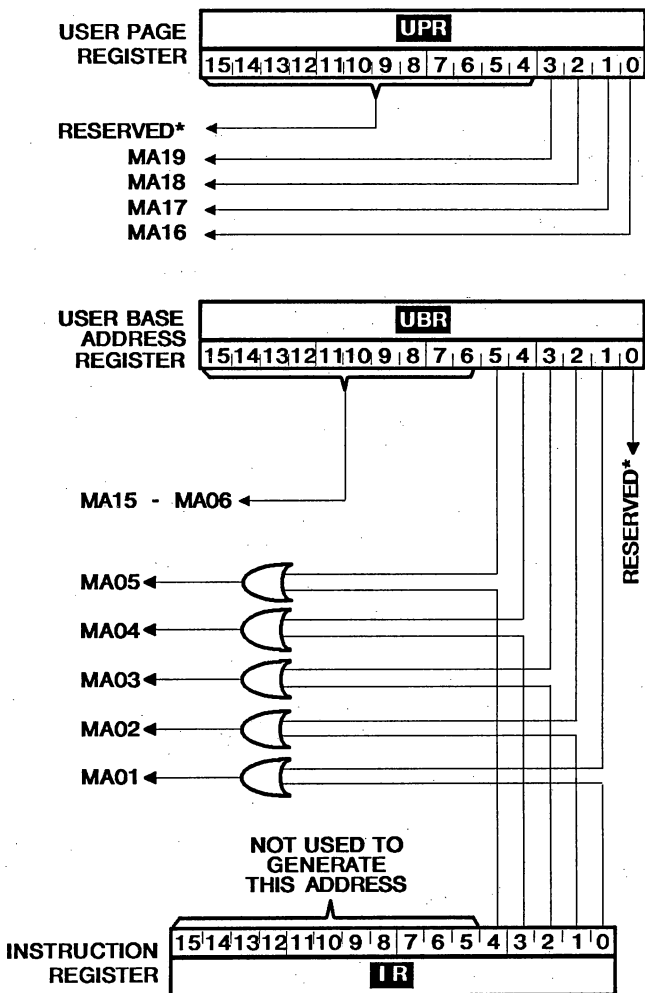 USER PAGE
REGISTER
UPR
15 14 13 12 11 10 9 8 7 6 5 4 3 2 1 0
RESERVED*
MA19
MA18
MA17
MA16
USER BASE
ADDRESS
REGISTER
UBR
15 14 13 12 11 10 9 8 7 6 5 4 3 2 1 0
MA15 - MA06
RESERVED*
MA05
MA04
MA03
MA02
MA01
NOT USED TO
GENERATE
THIS ADDRESS
INSTRUCTION
REGISTER
15 14 13 12 11 10 9 8 7 6 5 4 3 2 1 0
IR